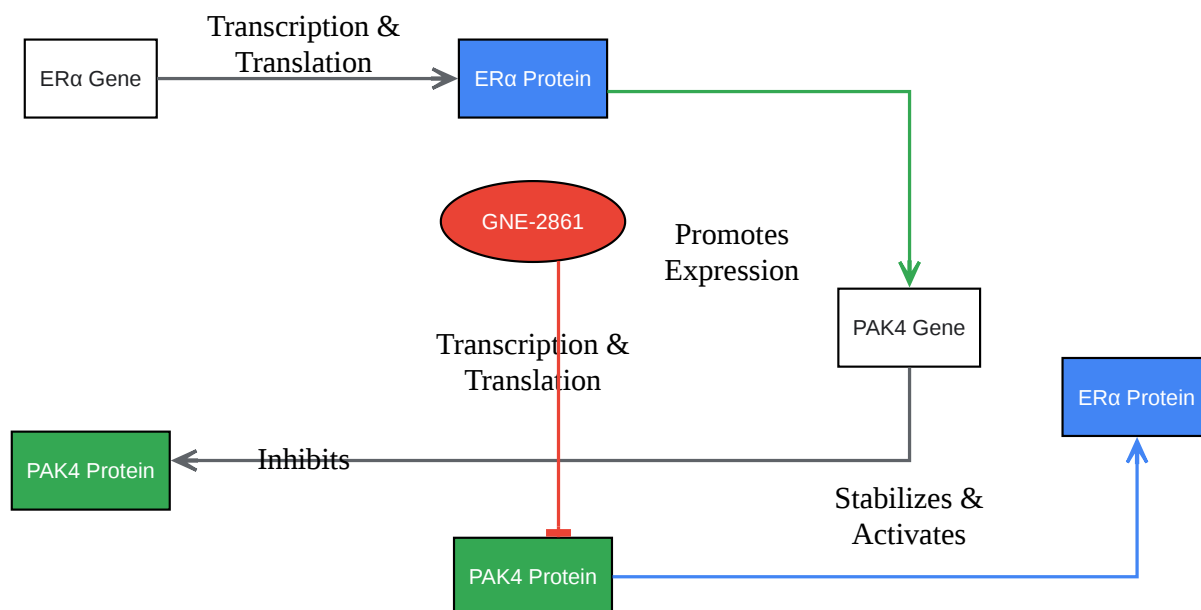 Transcription &
Translation
ERα Gene
ERα Protein
GNE-2861
Promotes
Expression
PAK4 Gene
Transcription &
Translation
ERα Protein
Inhibits
PAK4 Protein
Stabilizes &
Activates
PAK4 Protein